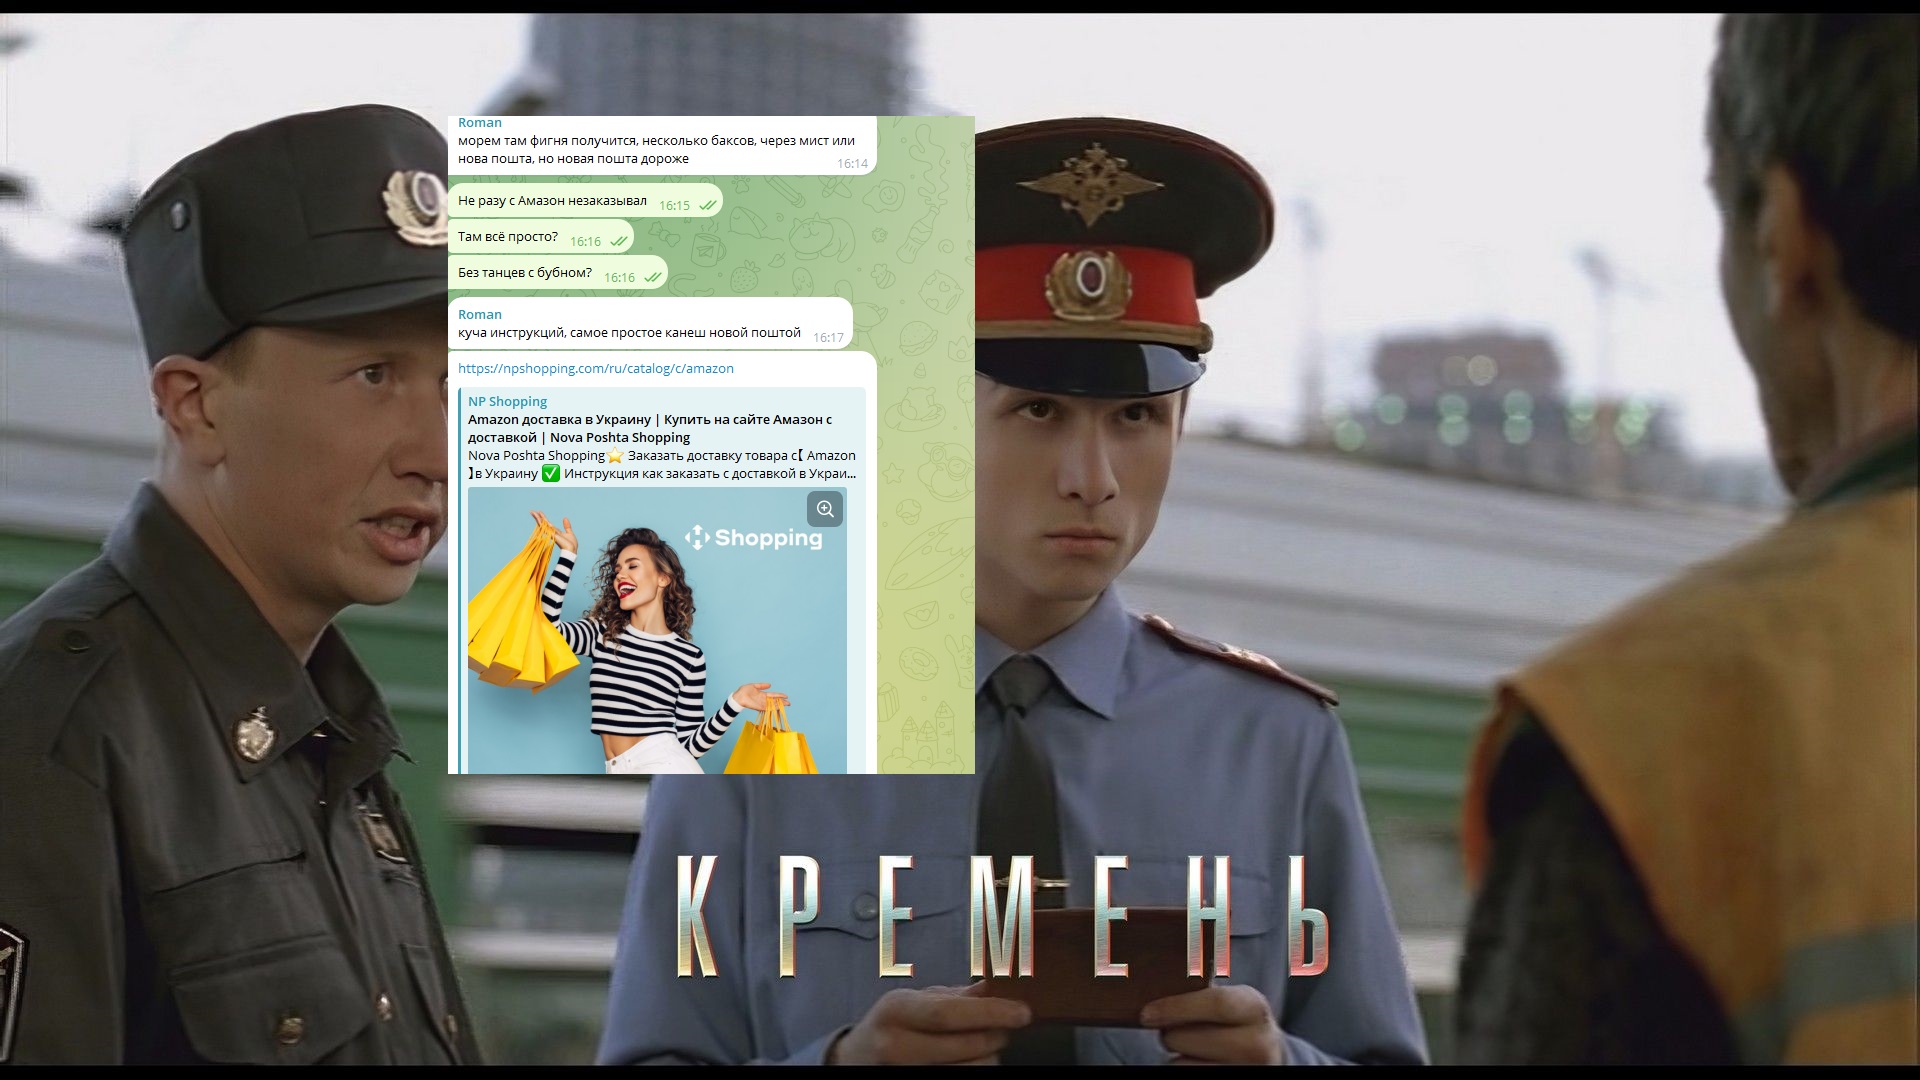 Roman
морем там фигня получится, несколько баксов, через мист или
нова пошта, но новая пошта дороже
16:14
Не разу с Амазон незаказывал 16:15
Там всё просто? 16:16
Без танцев с бубном? 16:16
Roman
куча инструкций, самое простое канеш новой поштой 16:17
https://npshopping.com/ru/catalog/c/amazon
NP Shopping
Amazon доставка в Украину | Купить на сайте Амазон с
доставкой | Nova Poshta Shopping
Nova Poshta Shopping⭐ Заказать доставку товара с【 Amazon
】в Украину ✅ Инструкция как заказать с доставкой в Украи...
Shopping
КРЕМЕНЬ